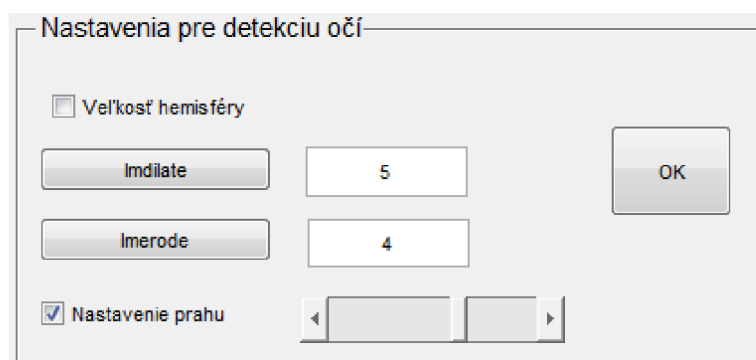 Nastavenia pre detekciu očí
Veľkosť hemisféry
Imdilate 5 OK
Imerode 4
Nastavenie prahu